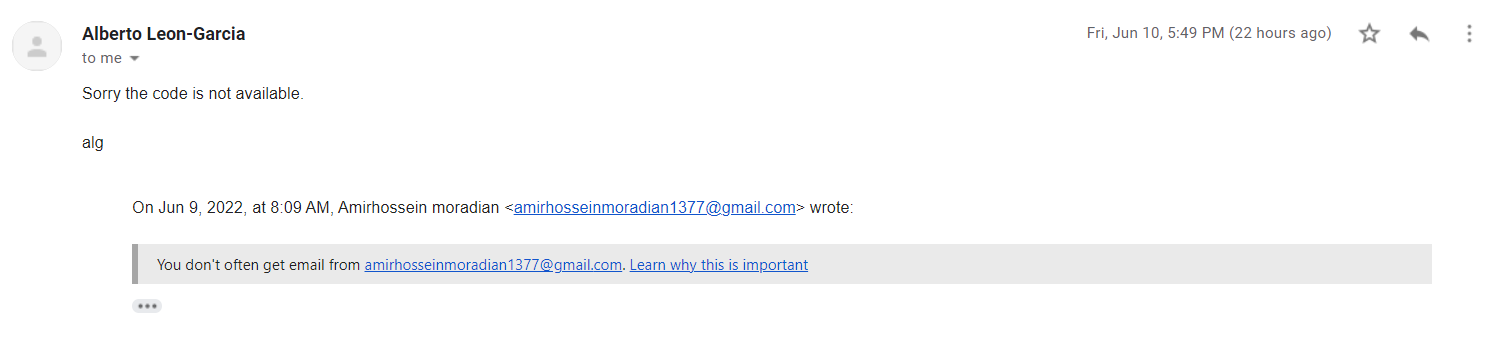 Alberto Leon-Garcia
Fri, Jun 10, 5:49 PM (22 hours ago)
to me
Sorry the code is not available.
alg
On Jun 9, 2022, at 8:09 AM, Amirhossein moradian <amirhosseinmoradian1377@gmail.com> wrote:
You don't often get email from amirhosseinmoradian1377@gmail.com. Learn why this is important